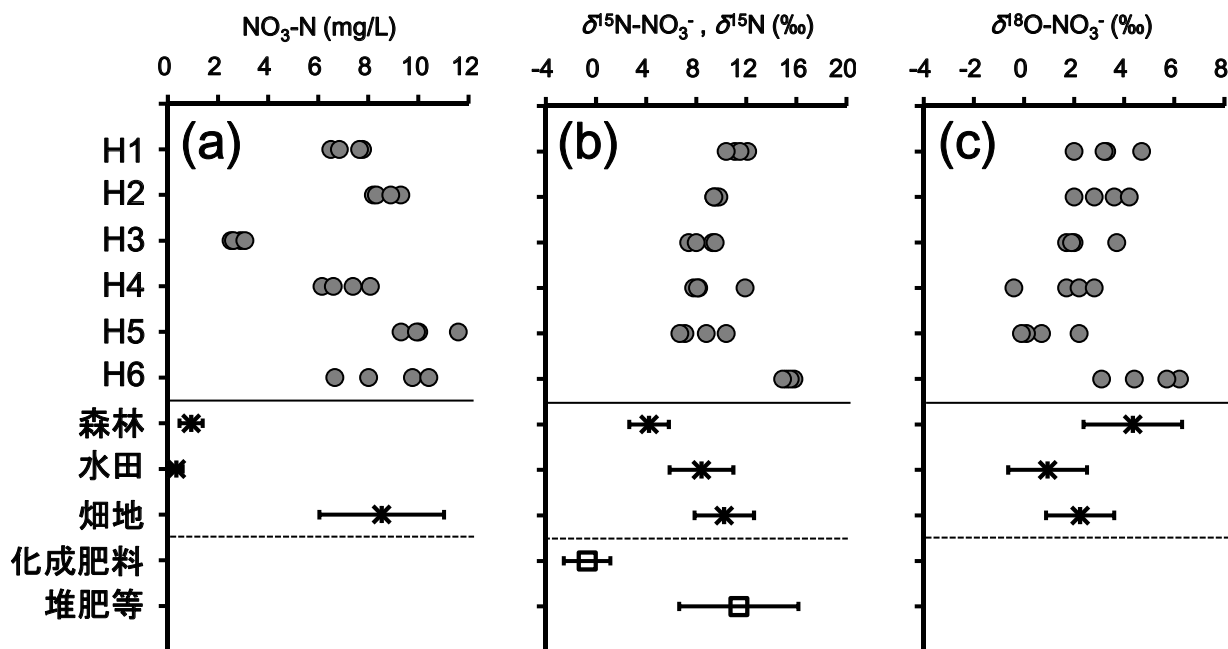 NO₃-N (mg/L)
0 2 4 6 8 10 12
δ¹⁵N-NO₃⁻ , δ¹⁵N (‰)
-4 0 4 8 12 16 20
δ¹⁸O-NO₃⁻ (‰)
-4 -2 0 2 4 6 8
(a)
(b)
(c)
H1
H2
H3
H4
H5
H6
森林
水田
畑地
化成肥料
堆肥等